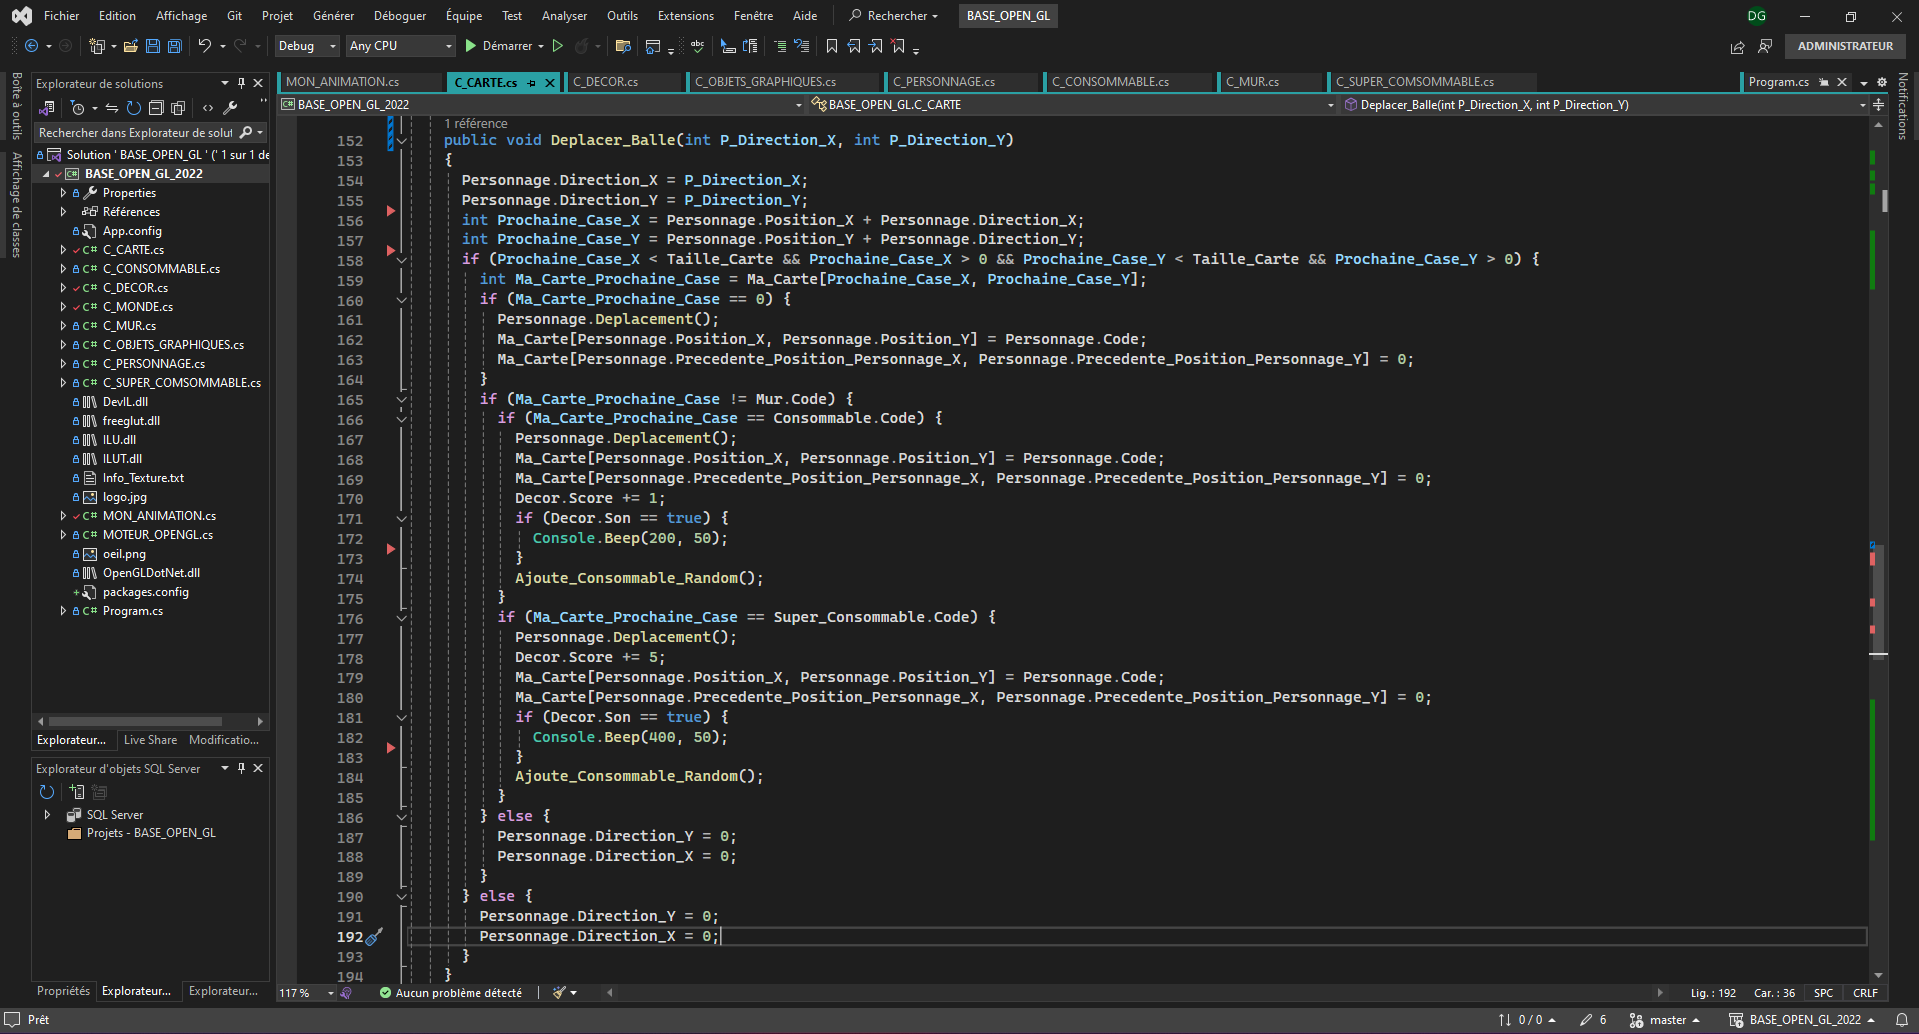 Fichier Edition Affichage Git Projet Générer Déboguer Équipe Test Analyser Outils Extensions Fenêtre Aide Rechercher BASE_OPEN_GL DG
Debug Any CPU Démarrer ADMINISTRATEUR
Boîte à outils
Affichage de classes
Explorateur de solutions
Rechercher dans Explorateur de solut
Solution ' BASE_OPEN_GL ' (' 1 sur 1 de
BASE_OPEN_GL_2022
Properties
Références
App.config
C# C_CARTE.cs
C# C_CONSOMMABLE.cs
C# C_DECOR.cs
C# C_MONDE.cs
C# C_MUR.cs
C# C_OBJETS_GRAPHIQUES.cs
C# C_PERSONNAGE.cs
C# C_SUPER_COMSOMMABLE.cs
DevIL.dll
freeglut.dll
ILU.dll
ILUT.dll
Info_Texture.txt
logo.jpg
C# MON_ANIMATION.cs
C# MOTEUR_OPENGL.cs
oeil.png
OpenGLDotNet.dll
packages.config
C# Program.cs
Explorateur... Live Share Modificatio...
Explorateur d'objets SQL Server
SQL Server
Projets - BASE_OPEN_GL
Propriétés Explorateur... Explorateur...
MON_ANIMATION.cs C_CARTE.cs C_DECOR.cs C_OBJETS_GRAPHIQUES.cs C_PERSONNAGE.cs C_CONSOMMABLE.cs C_MUR.cs C_SUPER_COMSOMMABLE.cs Program.cs
BASE_OPEN_GL_2022 BASE_OPEN_GL.C_CARTE Deplacer_Balle(int P_Direction_X, int P_Direction_Y)
Notifications
1 référence
152 public void Deplacer_Balle(int P_Direction_X, int P_Direction_Y)
153 {
154 Personnage.Direction_X = P_Direction_X;
155 Personnage.Direction_Y = P_Direction_Y;
156 int Prochaine_Case_X = Personnage.Position_X + Personnage.Direction_X;
157 int Prochaine_Case_Y = Personnage.Position_Y + Personnage.Direction_Y;
158 if (Prochaine_Case_X < Taille_Carte && Prochaine_Case_X > 0 && Prochaine_Case_Y < Taille_Carte && Prochaine_Case_Y > 0) {
159 int Ma_Carte_Prochaine_Case = Ma_Carte[Prochaine_Case_X, Prochaine_Case_Y];
160 if (Ma_Carte_Prochaine_Case == 0) {
161 Personnage.Deplacement();
162 Ma_Carte[Personnage.Position_X, Personnage.Position_Y] = Personnage.Code;
163 Ma_Carte[Personnage.Precedente_Position_Personnage_X, Personnage.Precedente_Position_Personnage_Y] = 0;
164 }
165 if (Ma_Carte_Prochaine_Case != Mur.Code) {
166 if (Ma_Carte_Prochaine_Case == Consommable.Code) {
167 Personnage.Deplacement();
168 Ma_Carte[Personnage.Position_X, Personnage.Position_Y] = Personnage.Code;
169 Ma_Carte[Personnage.Precedente_Position_Personnage_X, Personnage.Precedente_Position_Personnage_Y] = 0;
170 Decor.Score += 1;
171 if (Decor.Son == true) {
172 Console.Beep(200, 50);
173 }
174 Ajoute_Consommable_Random();
175 }
176 if (Ma_Carte_Prochaine_Case == Super_Consommable.Code) {
177 Personnage.Deplacement();
178 Decor.Score += 5;
179 Ma_Carte[Personnage.Position_X, Personnage.Position_Y] = Personnage.Code;
180 Ma_Carte[Personnage.Precedente_Position_Personnage_X, Personnage.Precedente_Position_Personnage_Y] = 0;
181 if (Decor.Son == true) {
182 Console.Beep(400, 50);
183 }
184 Ajoute_Consommable_Random();
185 }
186 } else {
187 Personnage.Direction_Y = 0;
188 Personnage.Direction_X = 0;
189 }
190 } else {
191 Personnage.Direction_Y = 0;
192 Personnage.Direction_X = 0;
193 }
194 }
117 % Aucun problème détecté Lig. : 192 Car. : 36 SPC CRLF
Prêt 0 / 0 6 master BASE_OPEN_GL_2022